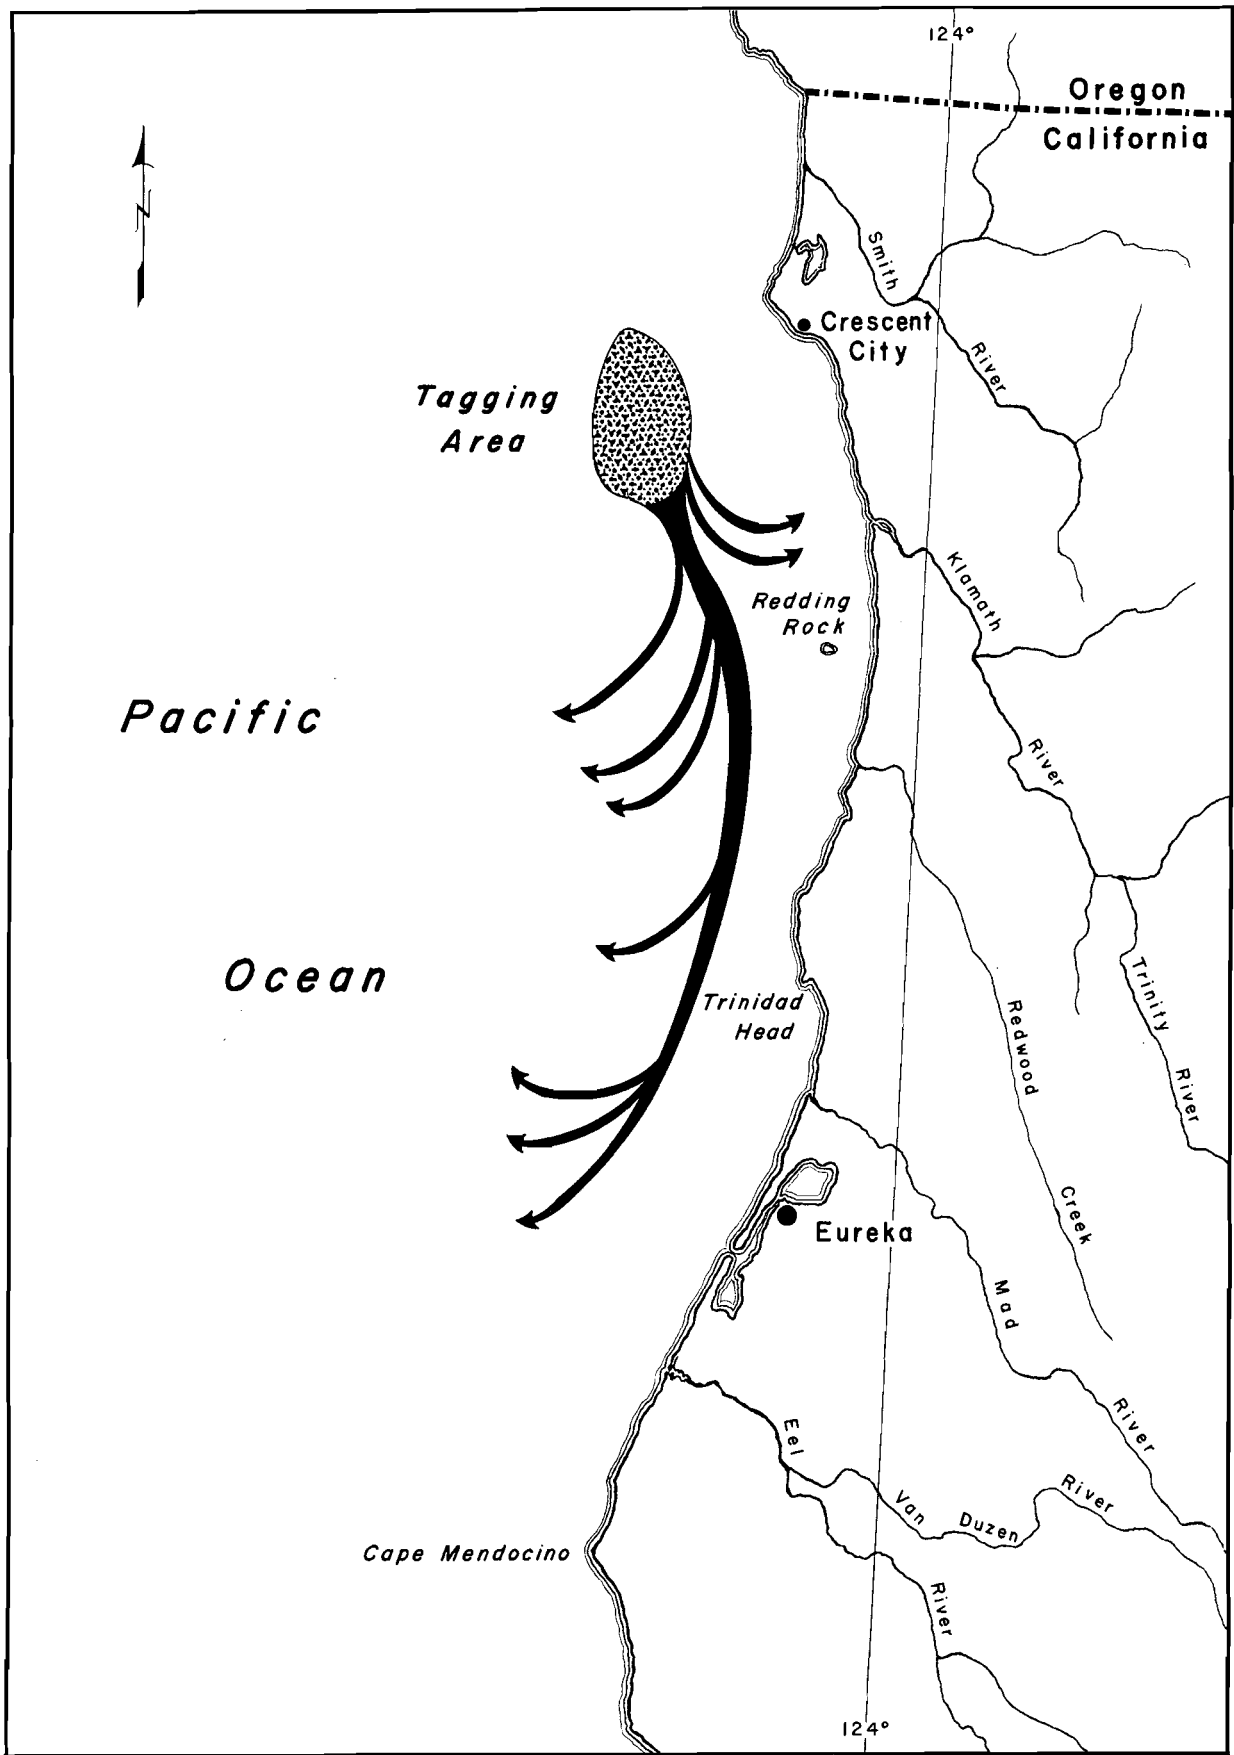 124°
Oregon
California
N
Smith
River
Crescent
City
Tagging
Area
Klamath
River
Redding
Rock
Pacific
Ocean
Trinidad
Head
Redwood
Creek
Trinity
River
Eureka
Mad
River
Eel
River
Van Duzen River
Cape Mendocino
124°